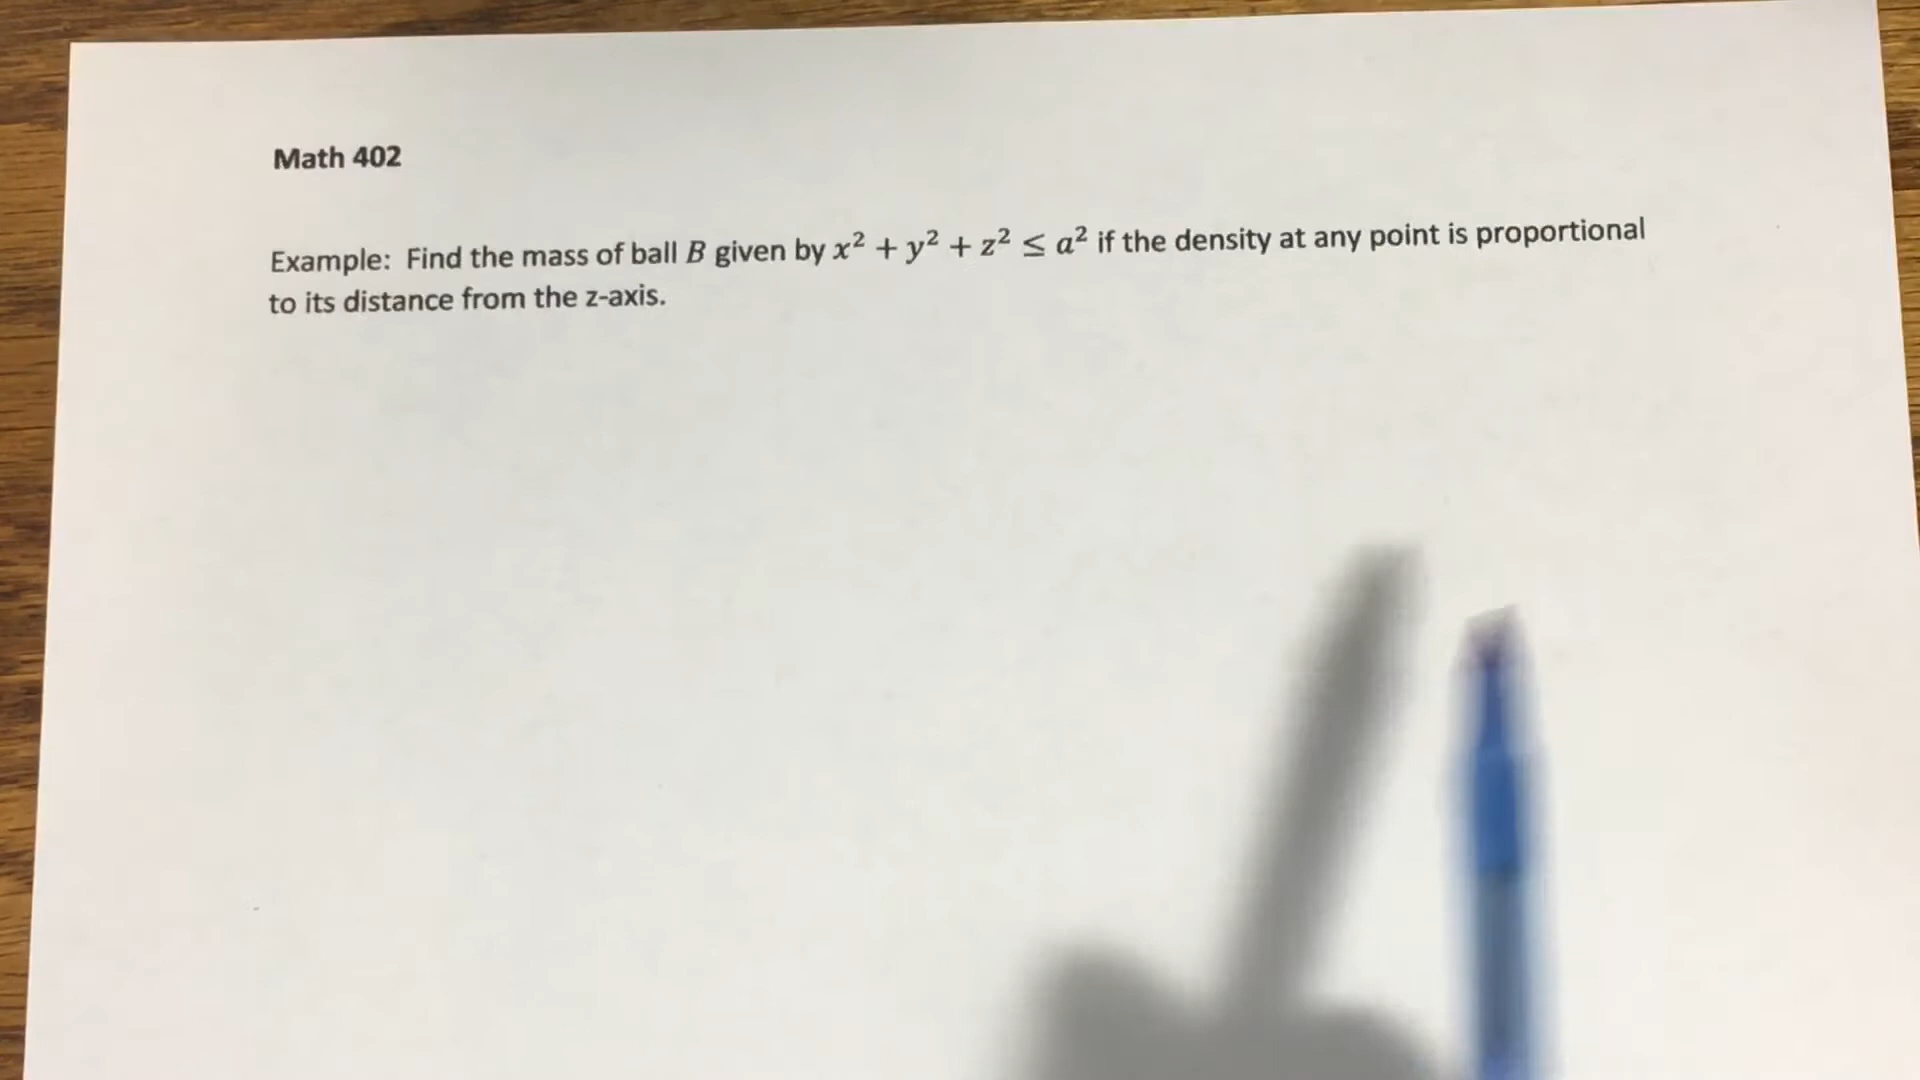 Math 402
Example: Find the mass of ball B given by x² + y² + z² ≤ a² if the density at any point is proportional
to its distance from the z-axis.